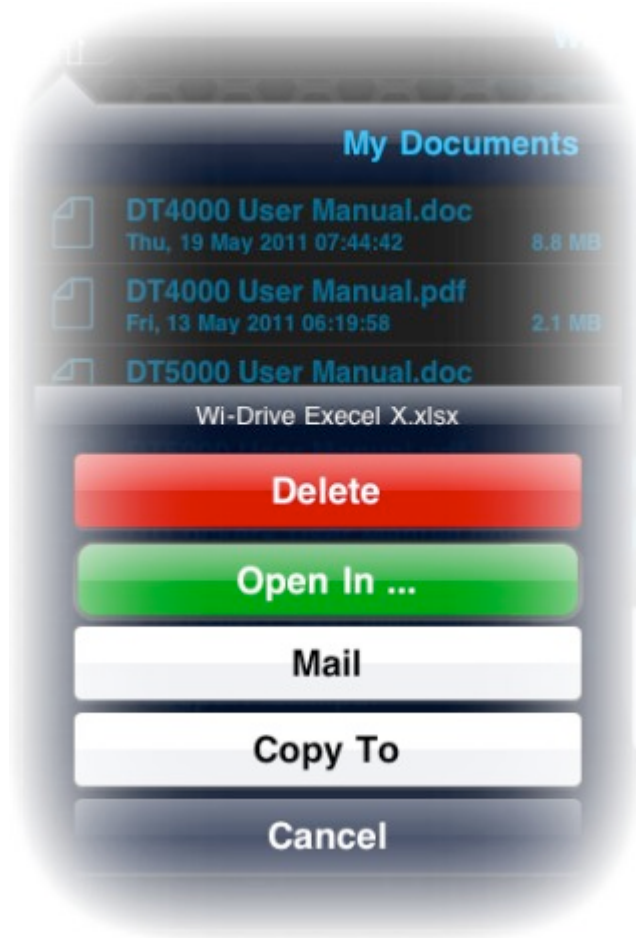 My Documents
DT4000 User Manual.doc
Thu, 19 May 2011 07:44:42 8.8 MB
DT4000 User Manual.pdf
Fri, 13 May 2011 06:19:58 2.1 MB
DT5000 User Manual.doc
Wi-Drive Execel X.xlsx
Delete
Open In ...
Mail
Copy To
Cancel